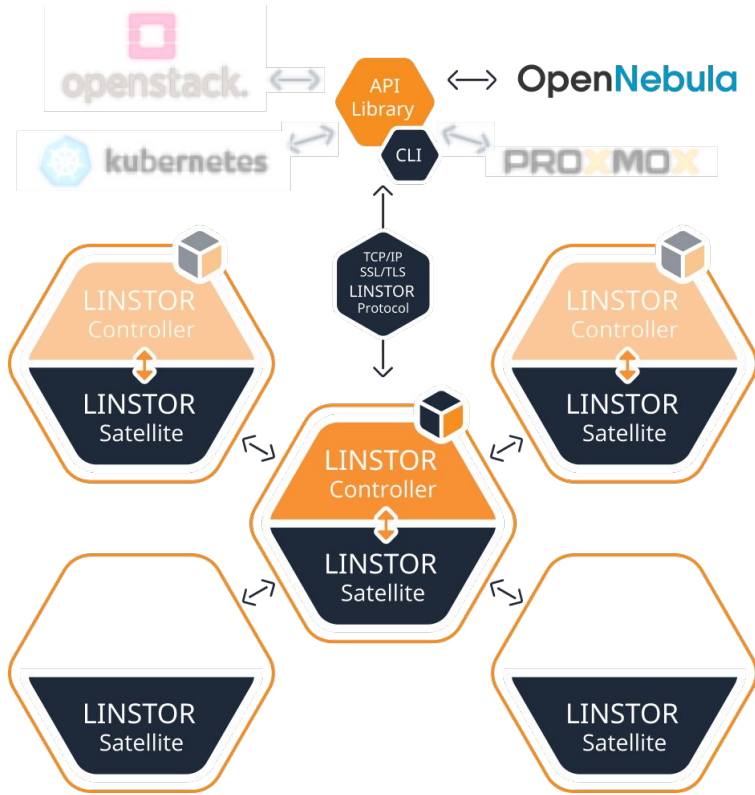 openstack.
API
Library
OpenNebula
kubernetes
CLI
PROXMOX
TCP/IP
SSL/TLS
LINSTOR
Protocol
LINSTOR
Controller
LINSTOR
Satellite
LINSTOR
Controller
LINSTOR
Satellite
LINSTOR
Controller
LINSTOR
Satellite
LINSTOR
Satellite
LINSTOR
Satellite